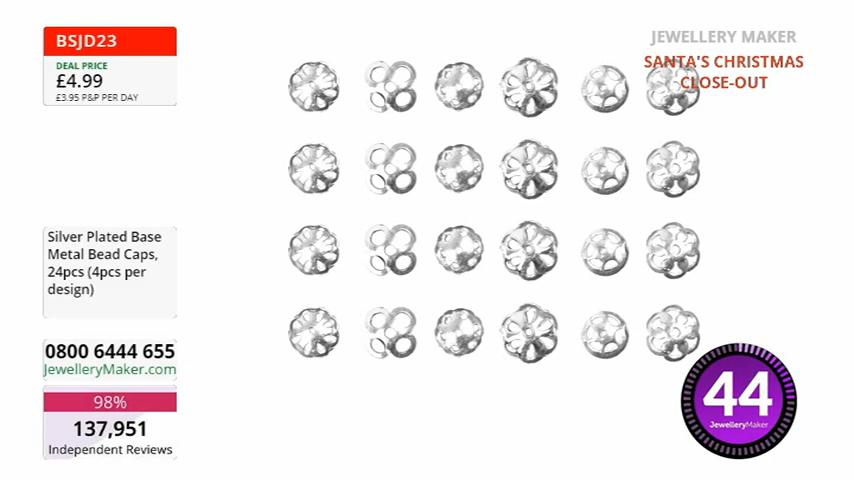 BSJD23
DEAL PRICE
£4.99
£3.95 P&P PER DAY
JEWELLERY MAKER
SANTA'S CHRISTMAS
CLOSE-OUT
Silver Plated Base
Metal Bead Caps,
24pcs (4pcs per
design)
0800 6444 655
JewelleryMaker.com
98%
137,951
Independent Reviews
44
JewelleryMaker